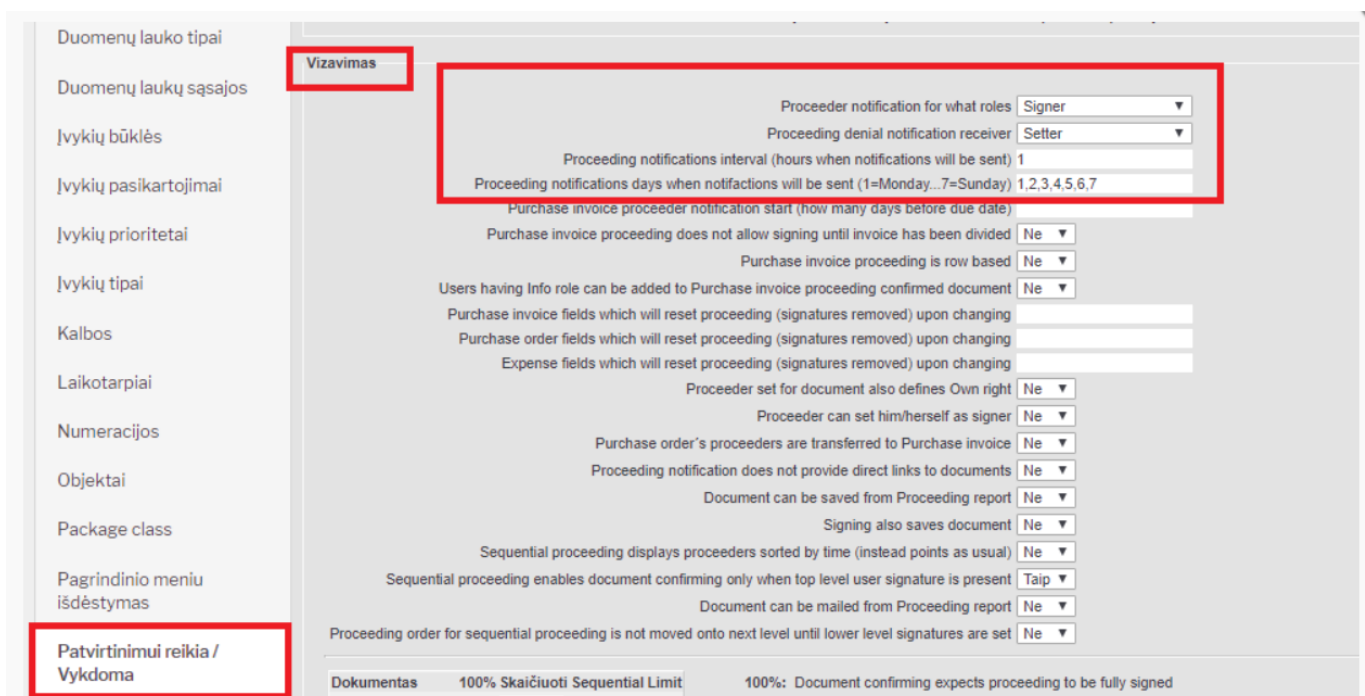 Duomenų lauko tipai
Duomenų laukų sąsajos
Įvykių būklės
Įvykių pasikartojimai
Įvykių prioritetai
Įvykių tipai
Kalbos
Laikotarpiai
Numeracijos
Objektai
Package class
Pagrindinio meniu
išdėstymas
Patvirtinimui reikia /
Vykdoma
Vizavimas
Proceeder notification for what roles Signer
Proceeding denial notification receiver Setter
Proceeding notifications interval (hours when notifications will be sent) 1
Proceeding notifications days when notifactions will be sent (1=Monday...7=Sunday) 1,2,3,4,5,6,7
Purchase invoice proceeder notification start (how many days before due date)
Purchase invoice proceeding does not allow signing until invoice has been divided Ne
Purchase invoice proceeding is row based Ne
Users having Info role can be added to Purchase invoice proceeding confirmed document Ne
Purchase invoice fields which will reset proceeding (signatures removed) upon changing
Purchase order fields which will reset proceeding (signatures removed) upon changing
Expense fields which will reset proceeding (signatures removed) upon changing
Proceeder set for document also defines Own right Ne
Proceeder can set him/herself as signer Ne
Purchase order´s proceeders are transferred to Purchase invoice Ne
Proceeding notification does not provide direct links to documents Ne
Document can be saved from Proceeding report Ne
Signing also saves document Ne
Sequential proceeding displays proceeders sorted by time (instead points as usual) Ne
Sequential proceeding enables document confirming only when top level user signature is present Taip
Document can be mailed from Proceeding report Ne
Proceeding order for sequential proceeding is not moved onto next level until lower level signatures are set Ne
Dokumentas 100% Skaičiuoti Sequential Limit 100%: Document confirming expects proceeding to be fully signed